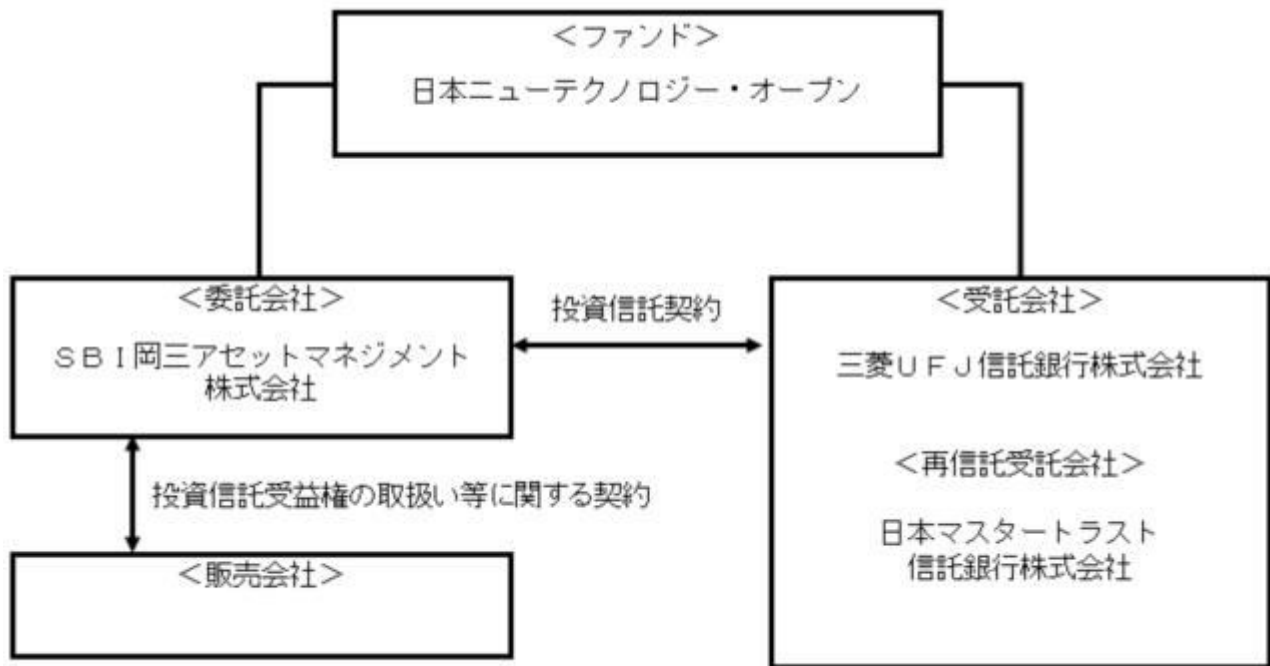 ＜ファンド＞
日本ニューテクノロジー・オープン
＜委託会社＞
ＳＢＩ岡三アセットマネジメント
株式会社
投資信託契約
＜受託会社＞
三菱ＵＦＪ信託銀行株式会社
＜再信託受託会社＞
日本マスタートラスト
信託銀行株式会社
投資信託受益権の取扱い等に関する契約
＜販売会社＞